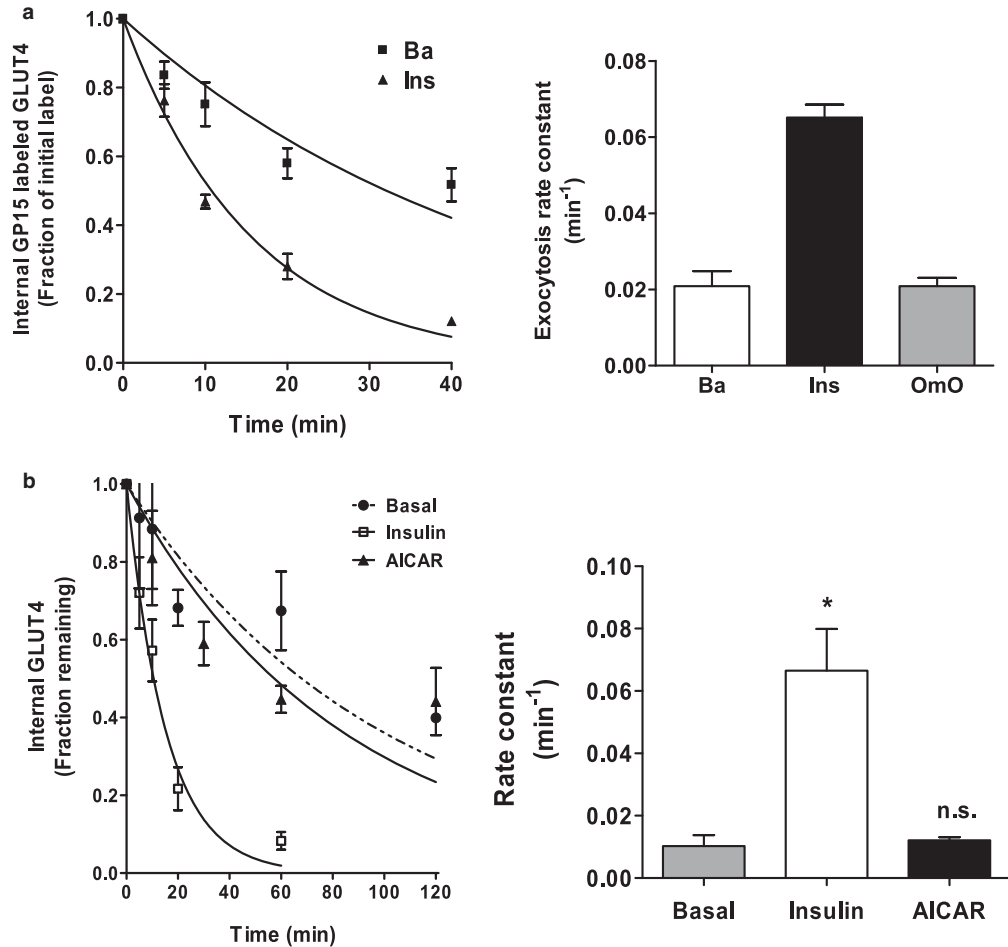 a
Internal GP15 labeled GLUT4
(Fraction of initial label)
1.0
0.8
0.6
0.4
0.2
0.0
0
10
20
30
40
Time (min)
Ba
Ins
Exocytosis rate constant
(min-1)
0.08
0.06
0.04
0.02
0.00
Ba
Ins
OmO
b
Internal GLUT4
(Fraction remaining)
1.0
0.8
0.6
0.4
0.2
0.0
0
20
40
60
80
100
120
Time (min)
Basal
Insulin
AICAR
Rate constant
(min-1)
0.10
0.08
0.06
0.04
0.02
0.00
*
n.s.
Basal
Insulin
AICAR